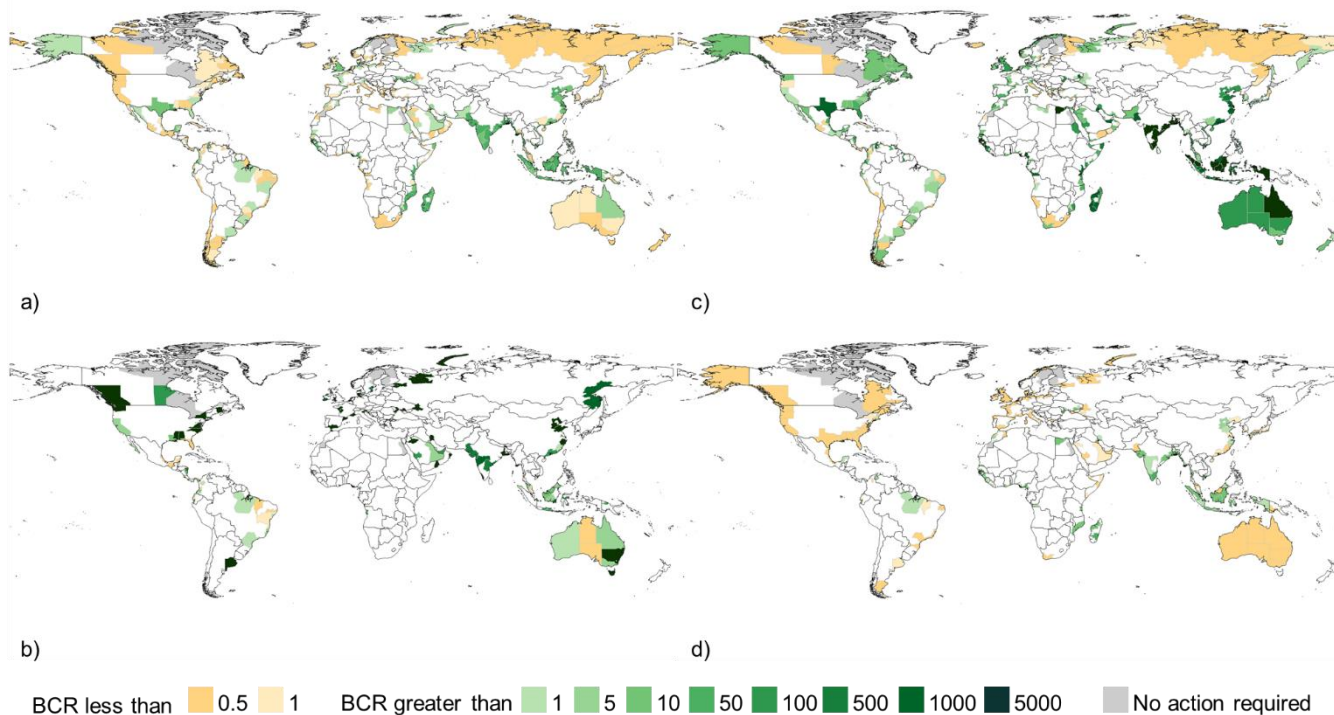 a)
c)
b)
d)
BCR less than 0.5 1 BCR greater than 1 5 10 50 100 500 1000 5000 No action required